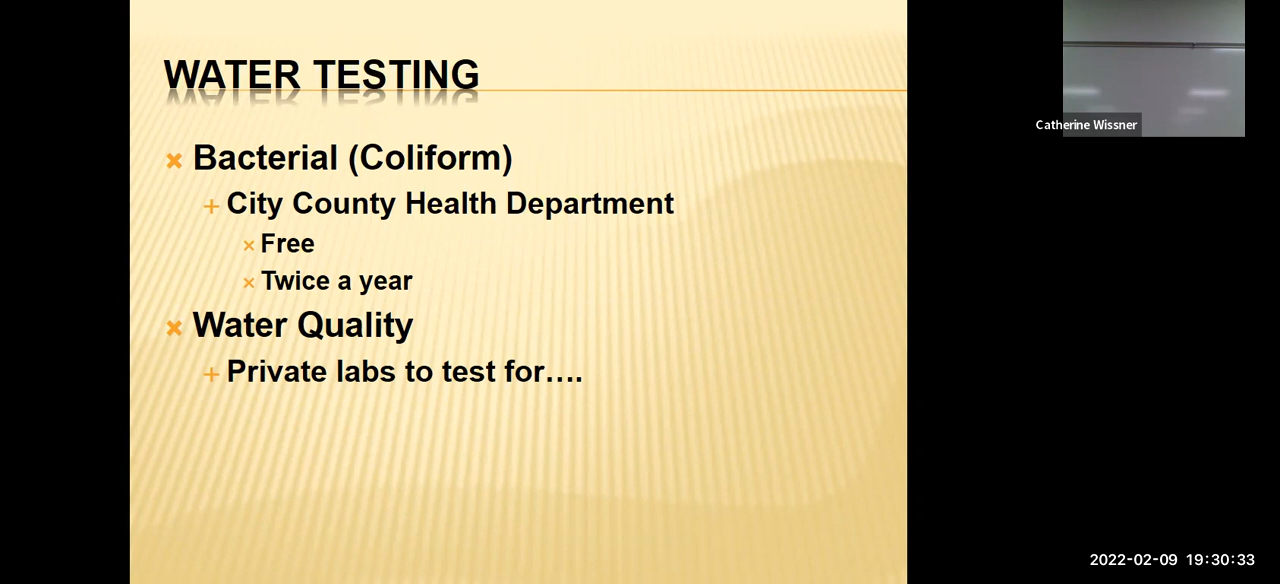 WATER TESTING
Bacterial (Coliform)
City County Health Department
Free
Twice a year
Water Quality
Private labs to test for....
Catherine Wissner
2022-02-09 19:30:33